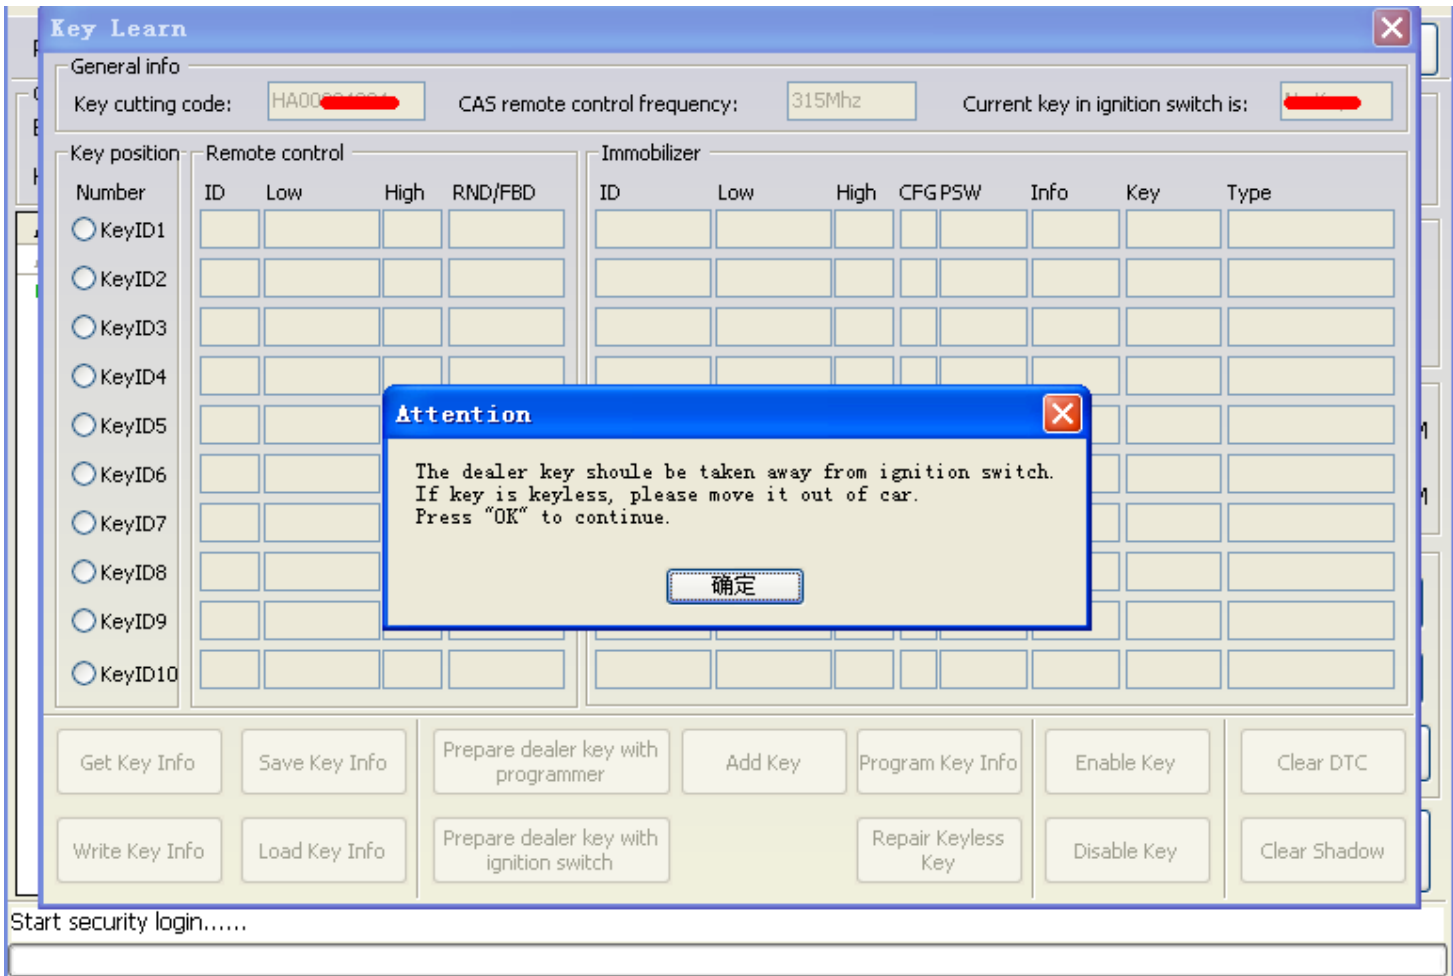 Key Learn
General info
Key cutting code: HA00
CAS remote control frequency: 315Mhz
Current key in ignition switch is:
Key position Remote control Immobilizer
Number ID Low High RND/FBD ID Low High CFG PSW Info Key Type
KeyID1
KeyID2
KeyID3
KeyID4
KeyID5
KeyID6
KeyID7
KeyID8
KeyID9
KeyID10
Attention
The dealer key shoule be taken away from ignition switch.
If key is keyless, please move it out of car.
Press "OK" to continue.
确定
Get Key Info
Save Key Info
Prepare dealer key with
programmer
Add Key
Program Key Info
Enable Key
Clear DTC
Write Key Info
Load Key Info
Prepare dealer key with
ignition switch
Repair Keyless
Key
Disable Key
Clear Shadow
Start security login......